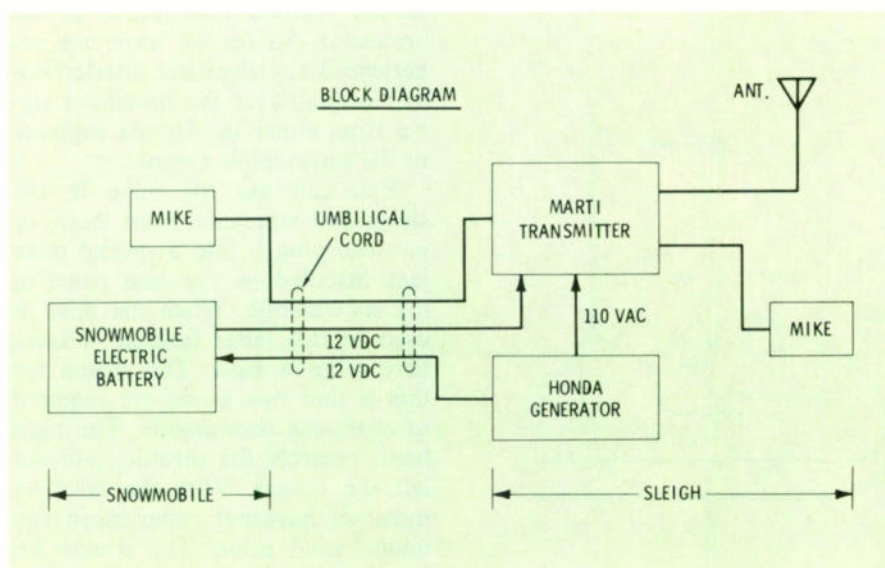 BLOCK DIAGRAM
ANT.
MIKE
UMBILICAL
CORD
MARTI
TRANSMITTER
SNOWMOBILE
ELECTRIC
BATTERY
12 VDC
12 VDC
110 VAC
MIKE
HONDA
GENERATOR
SNOWMOBILE
SLEIGH